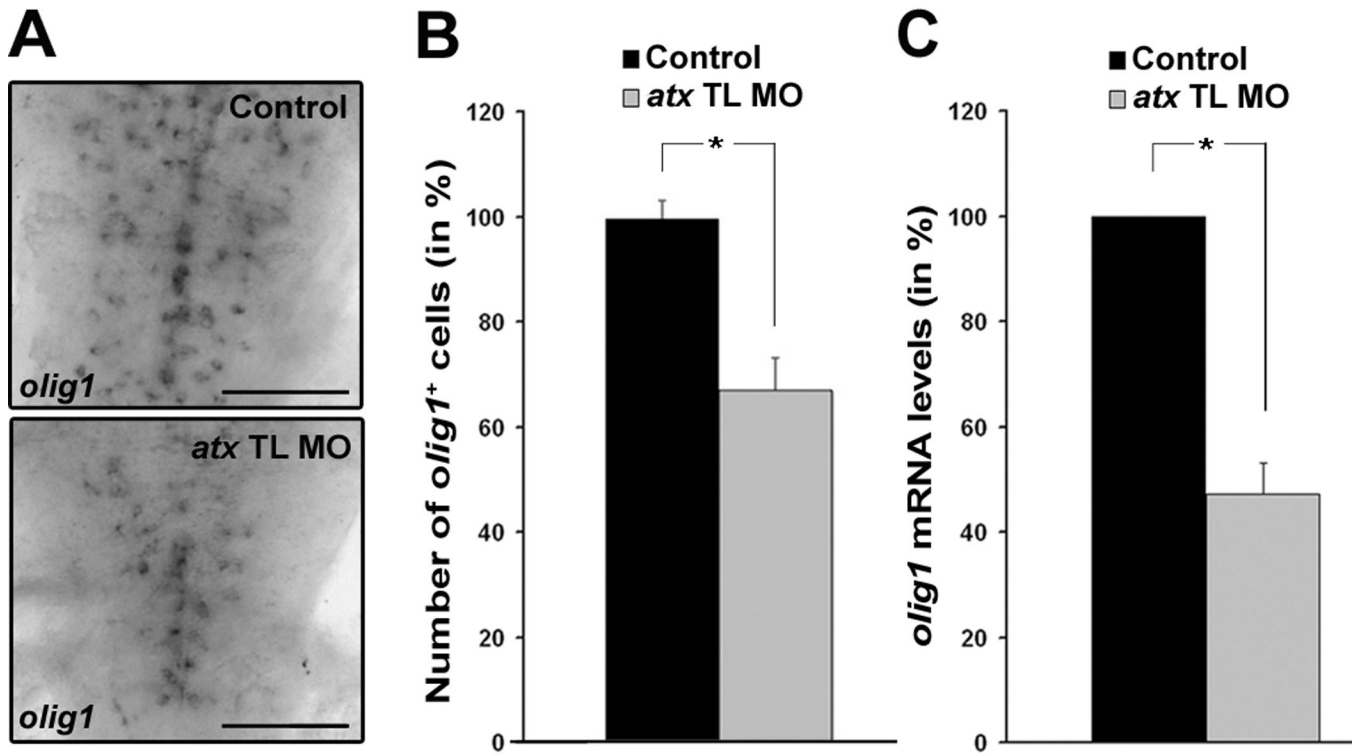 A
Control
olig1
atx TL MO
olig1
B
Control
atx TL MO
*
Number of olig1+ cells (in %)
120
100
80
60
40
20
0
C
Control
atx TL MO
*
olig1 mRNA levels (in %)
120
100
80
60
40
20
0